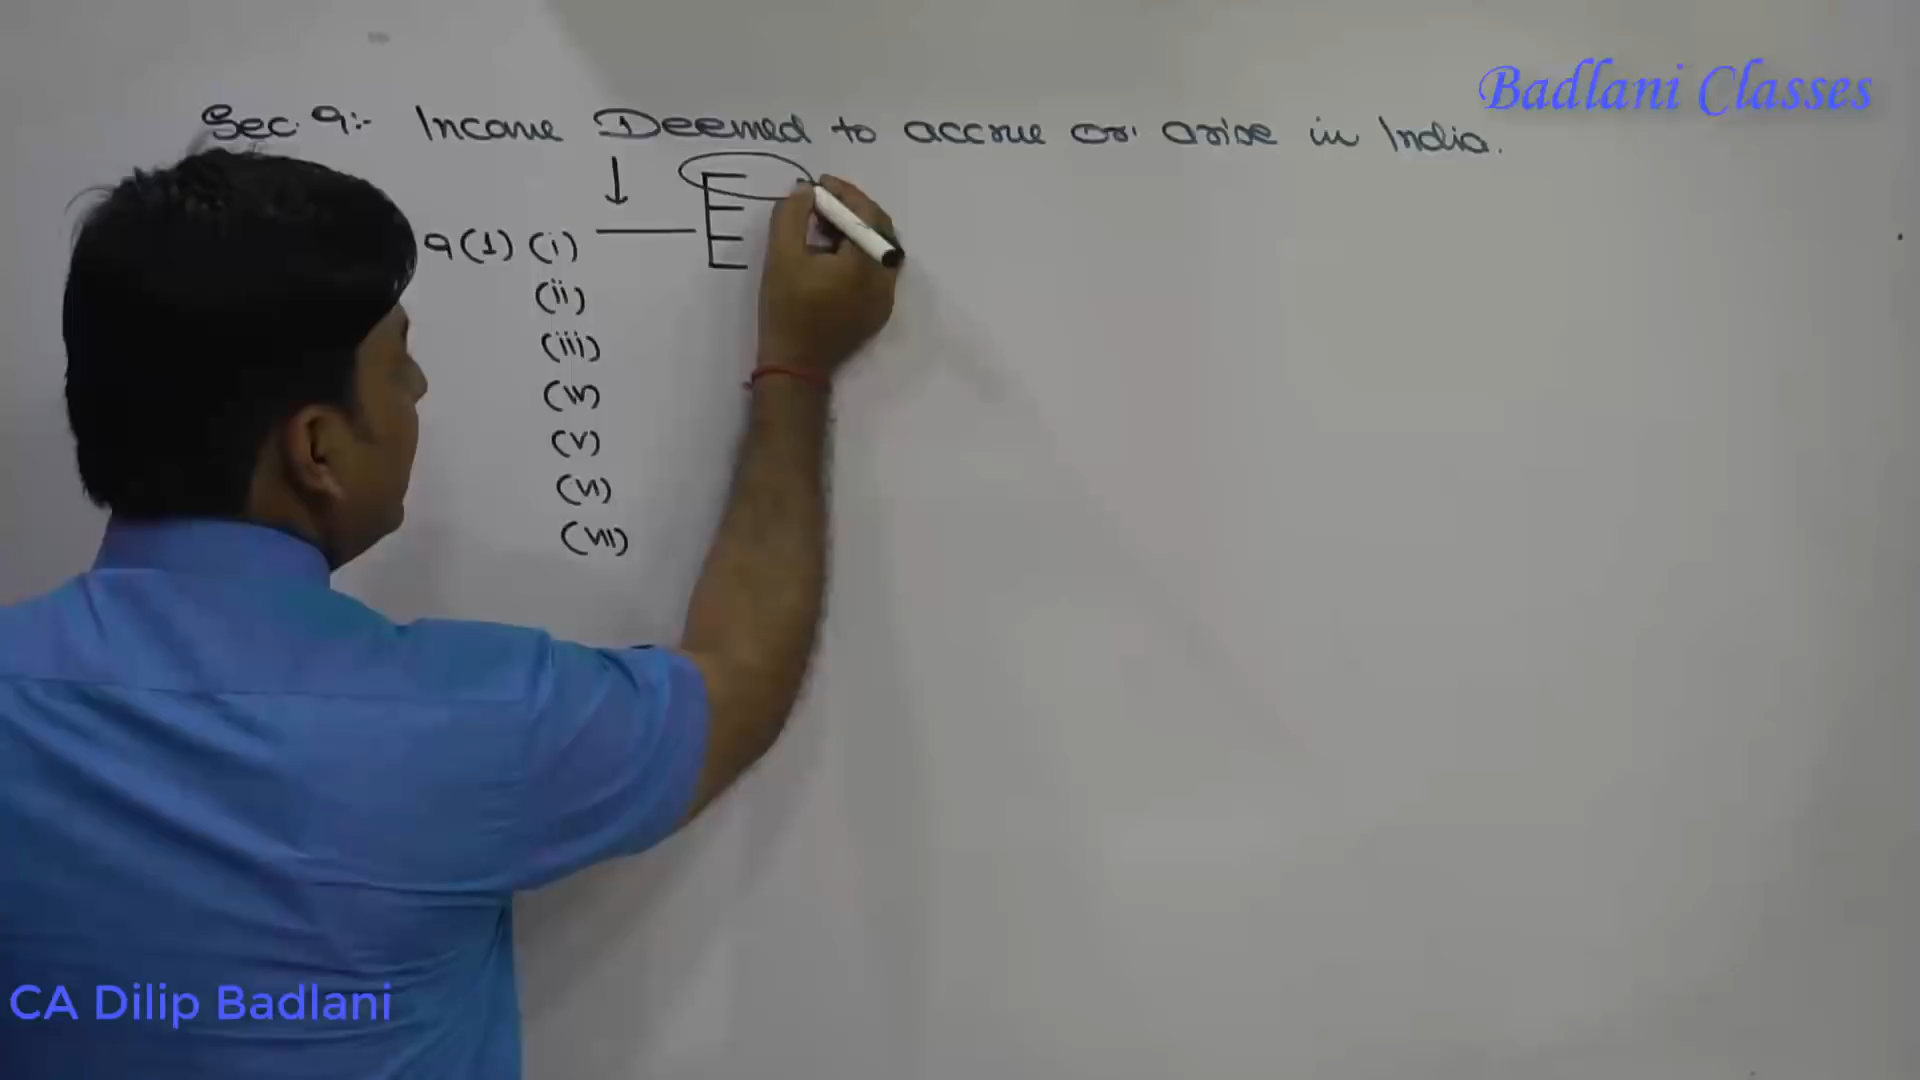 Badlani Classes
Sec. 9:- Income Deemed to accrue or arise in India.
9(1) (i)
(ii)
(iii)
(iv)
(v)
(vi)
(vii)
CA Dilip Badlani